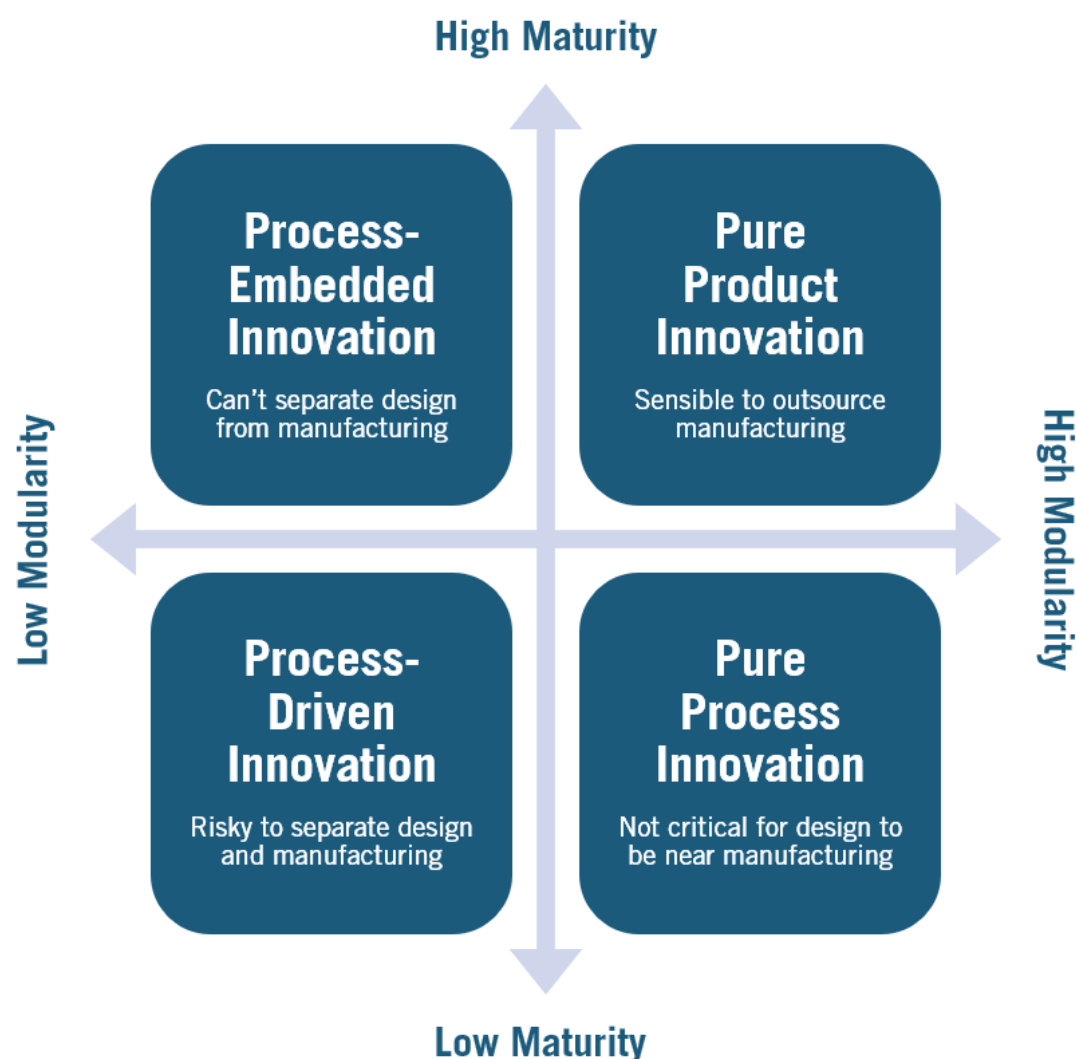 High Maturity
Process-
Embedded
Innovation
Can't separate design
from manufacturing
Pure
Product
Innovation
Sensible to outsource
manufacturing
Low Modularity
High Modularity
Process-
Driven
Innovation
Risky to separate design
and manufacturing
Pure
Process
Innovation
Not critical for design to
be near manufacturing
Low Maturity